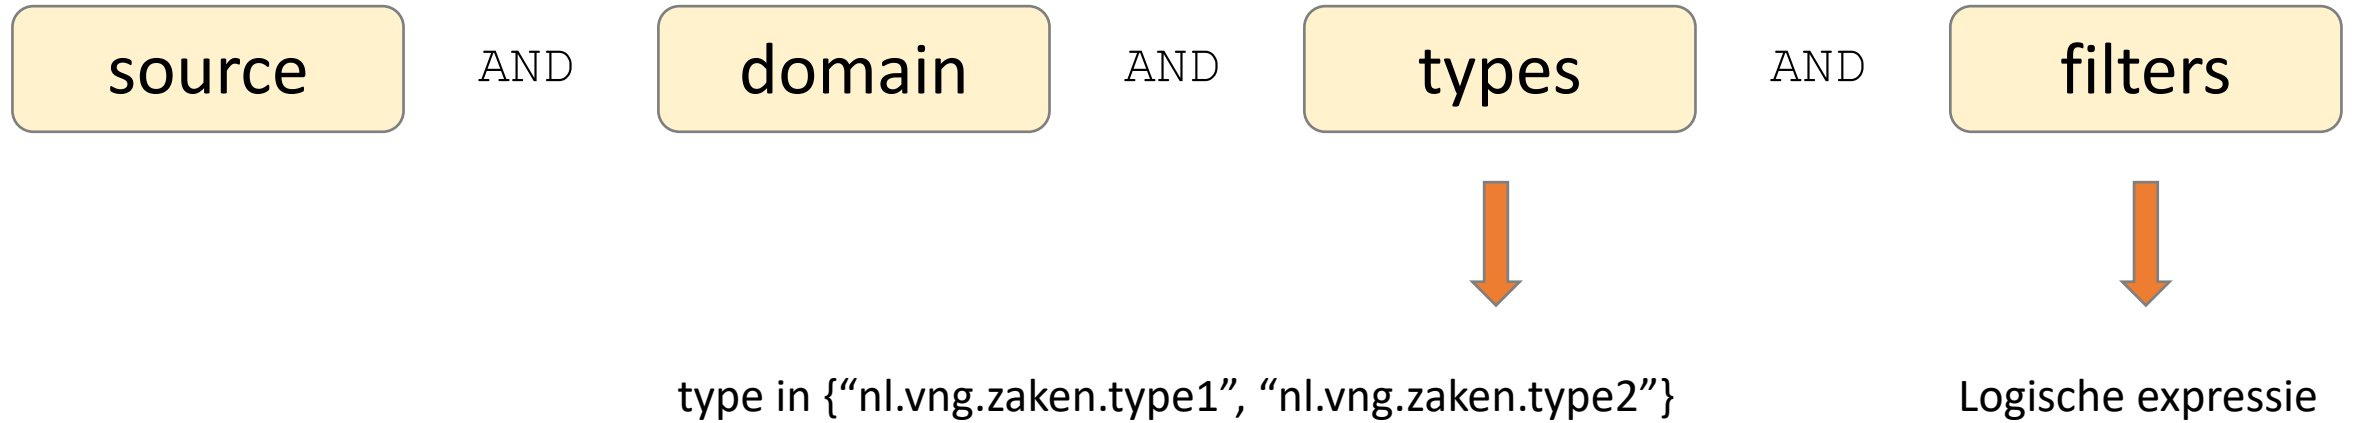 source AND domain AND types AND filters
type in {“nl.vng.zaken.type1”, “nl.vng.zaken.type2”} Logische expressie